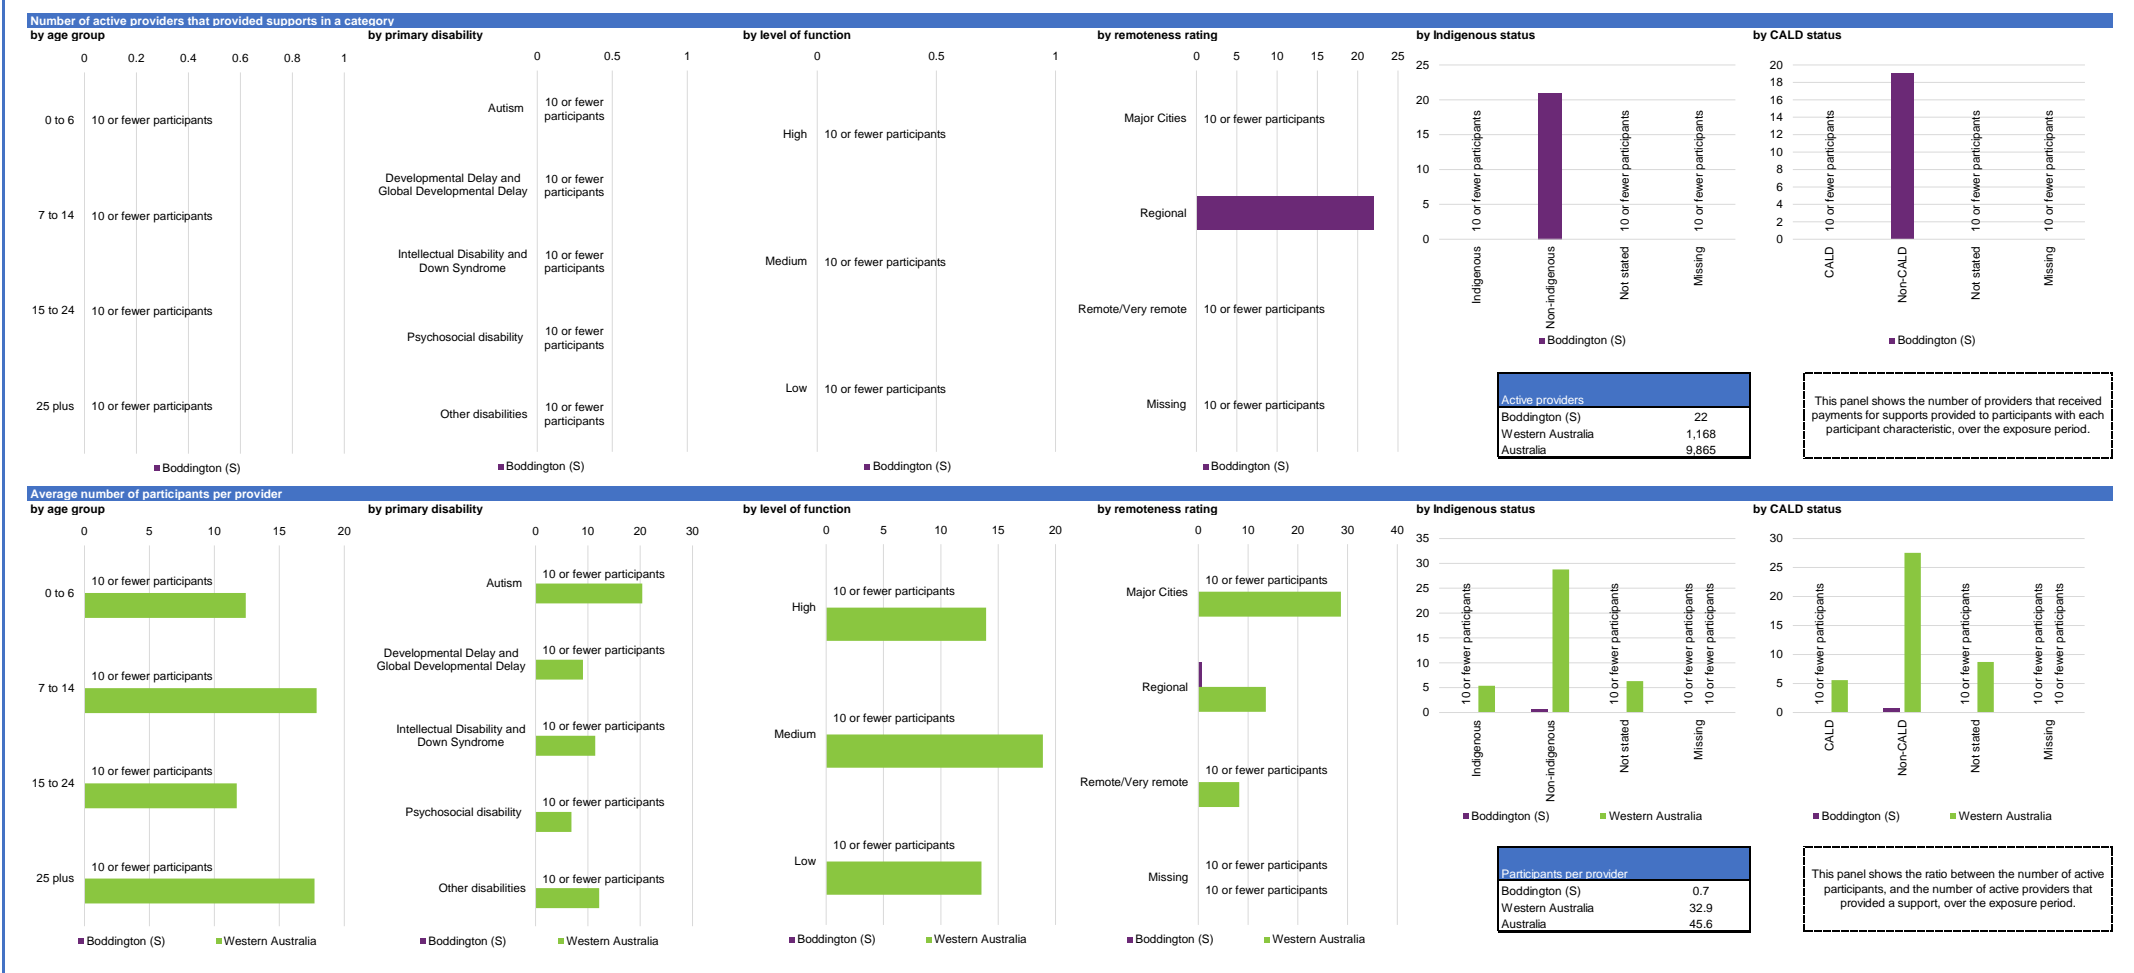 Number of active providers that provided supports in a category
by age group
0 0.2 0.4 0.6 0.8 1
0 to 6 10 or fewer participants
7 to 14 10 or fewer participants
15 to 24 10 or fewer participants
25 plus 10 or fewer participants
Boddington (S)
by primary disability
0 0.5 1
Autism
10 or fewer
participants
Developmental Delay and
Global Developmental Delay
10 or fewer
participants
Intellectual Disability and
Down Syndrome
10 or fewer
participants
Psychosocial disability
10 or fewer
participants
Other disabilities
10 or fewer
participants
Boddington (S)
by level of function
0 0.5 1
High 10 or fewer participants
Medium 10 or fewer participants
Low 10 or fewer participants
Boddington (S)
by remoteness rating
0 5 10 15 20 25
Major Cities 10 or fewer participants
Regional
Remote/Very remote 10 or fewer participants
Missing 10 or fewer participants
Boddington (S)
by Indigenous status
25
20
15
10
5
0
10 or fewer participants
10 or fewer participants
10 or fewer participants
Indigenous
Non-indigenous
Not stated
Missing
Boddington (S)
by CALD status
20
18
16
14
12
10
8
6
4
2
0
10 or fewer participants
10 or fewer participants
10 or fewer participants
CALD
Non-CALD
Not stated
Missing
Boddington (S)
Active providers
Boddington (S) 22
Western Australia 1,168
Australia 9,865
This panel shows the number of providers that received
payments for supports provided to participants with each
participant characteristic, over the exposure period.
Average number of participants per provider
by age group
0 5 10 15 20
0 to 6 10 or fewer participants
7 to 14 10 or fewer participants
15 to 24 10 or fewer participants
25 plus 10 or fewer participants
Boddington (S) Western Australia
by primary disability
0 10 20 30
Autism 10 or fewer participants
Developmental Delay and
Global Developmental Delay
10 or fewer participants
Intellectual Disability and
Down Syndrome
10 or fewer participants
Psychosocial disability 10 or fewer participants
Other disabilities 10 or fewer participants
Boddington (S) Western Australia
by level of function
0 5 10 15 20
High 10 or fewer participants
Medium 10 or fewer participants
Low 10 or fewer participants
Boddington (S) Western Australia
by remoteness rating
0 10 20 30 40
Major Cities 10 or fewer participants
Regional
Remote/Very remote 10 or fewer participants
Missing 10 or fewer participants
10 or fewer participants
Boddington (S) Western Australia
by Indigenous status
35
30
25
20
15
10
5
0
10 or fewer participants
10 or fewer participants
10 or fewer participants
10 or fewer participants
Indigenous
Non-indigenous
Not stated
Missing
Boddington (S) Western Australia
by CALD status
30
25
20
15
10
5
0
10 or fewer participants
10 or fewer participants
10 or fewer participants
10 or fewer participants
CALD
Non-CALD
Not stated
Missing
Boddington (S) Western Australia
Participants per provider
Boddington (S) 0.7
Western Australia 32.9
Australia 45.6
This panel shows the ratio between the number of active
participants, and the number of active providers that
provided a support, over the exposure period.